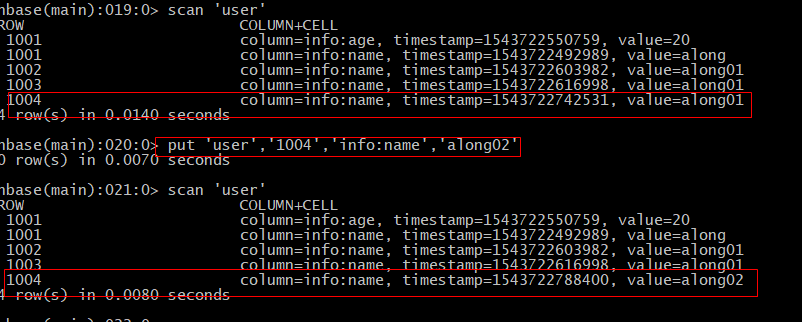 hbase(main):019:0> scan 'user'
ROW COLUMN+CELL
1001 column=info:age, timestamp=1543722550759, value=20
1001 column=info:name, timestamp=1543722492989, value=along
1002 column=info:name, timestamp=1543722603982, value=along01
1003 column=info:name, timestamp=1543722616998, value=along01
1004 column=info:name, timestamp=1543722742531, value=along01
4 row(s) in 0.0140 seconds
hbase(main):020:0> put 'user','1004','info:name','along02'
0 row(s) in 0.0070 seconds
hbase(main):021:0> scan 'user'
ROW COLUMN+CELL
1001 column=info:age, timestamp=1543722550759, value=20
1001 column=info:name, timestamp=1543722492989, value=along
1002 column=info:name, timestamp=1543722603982, value=along01
1003 column=info:name, timestamp=1543722616998, value=along01
1004 column=info:name, timestamp=1543722788400, value=along02
4 row(s) in 0.0080 seconds